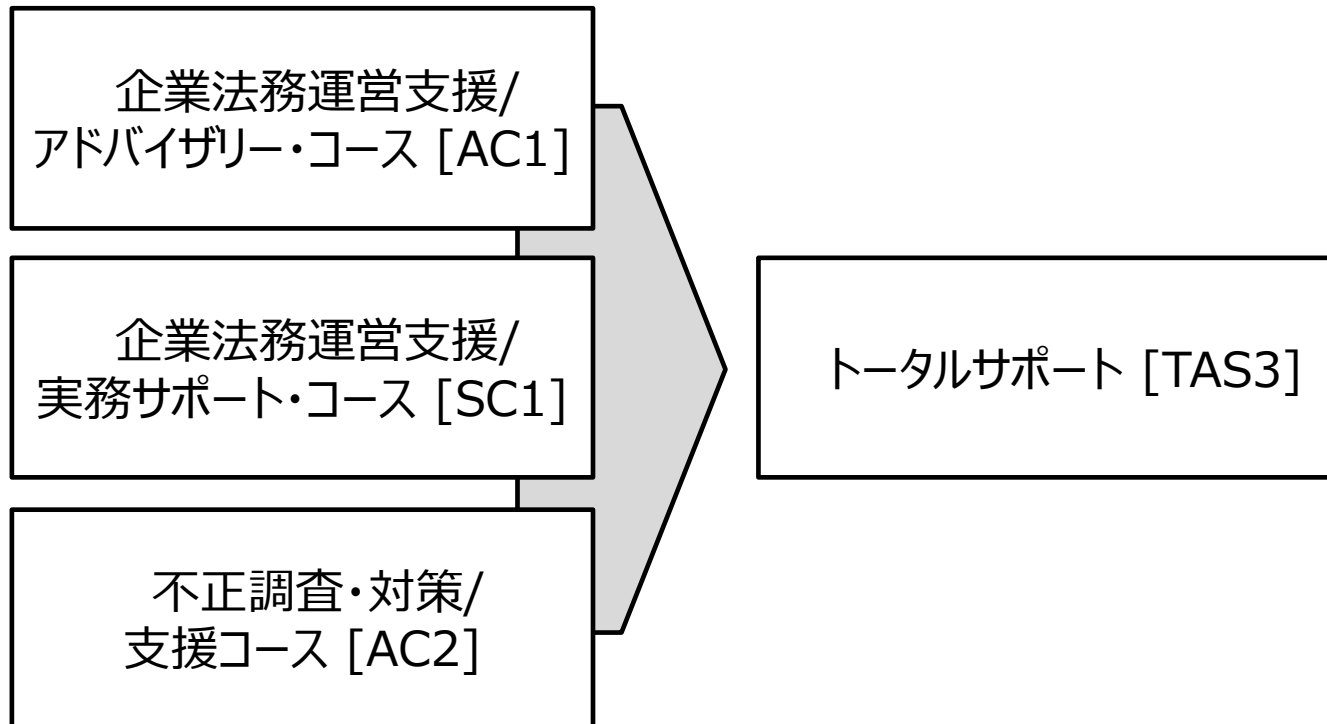 企業法務運営支援/
アドバイザリー・コース [AC1]
企業法務運営支援/
実務サポート・コース [SC1]
不正調査・対策/
支援コース [AC2]
トータルサポート [TAS3]